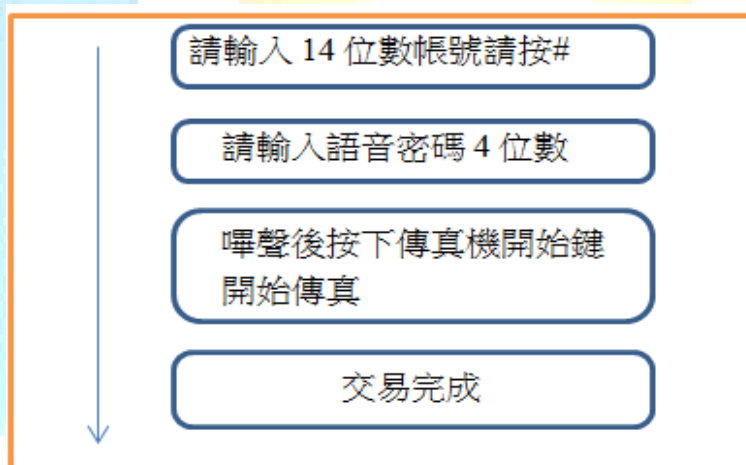 請輸入 14 位數帳號請按#
請輸入語音密碼 4 位數
嗶聲後按下傳真機開始鍵
開始傳真
交易完成